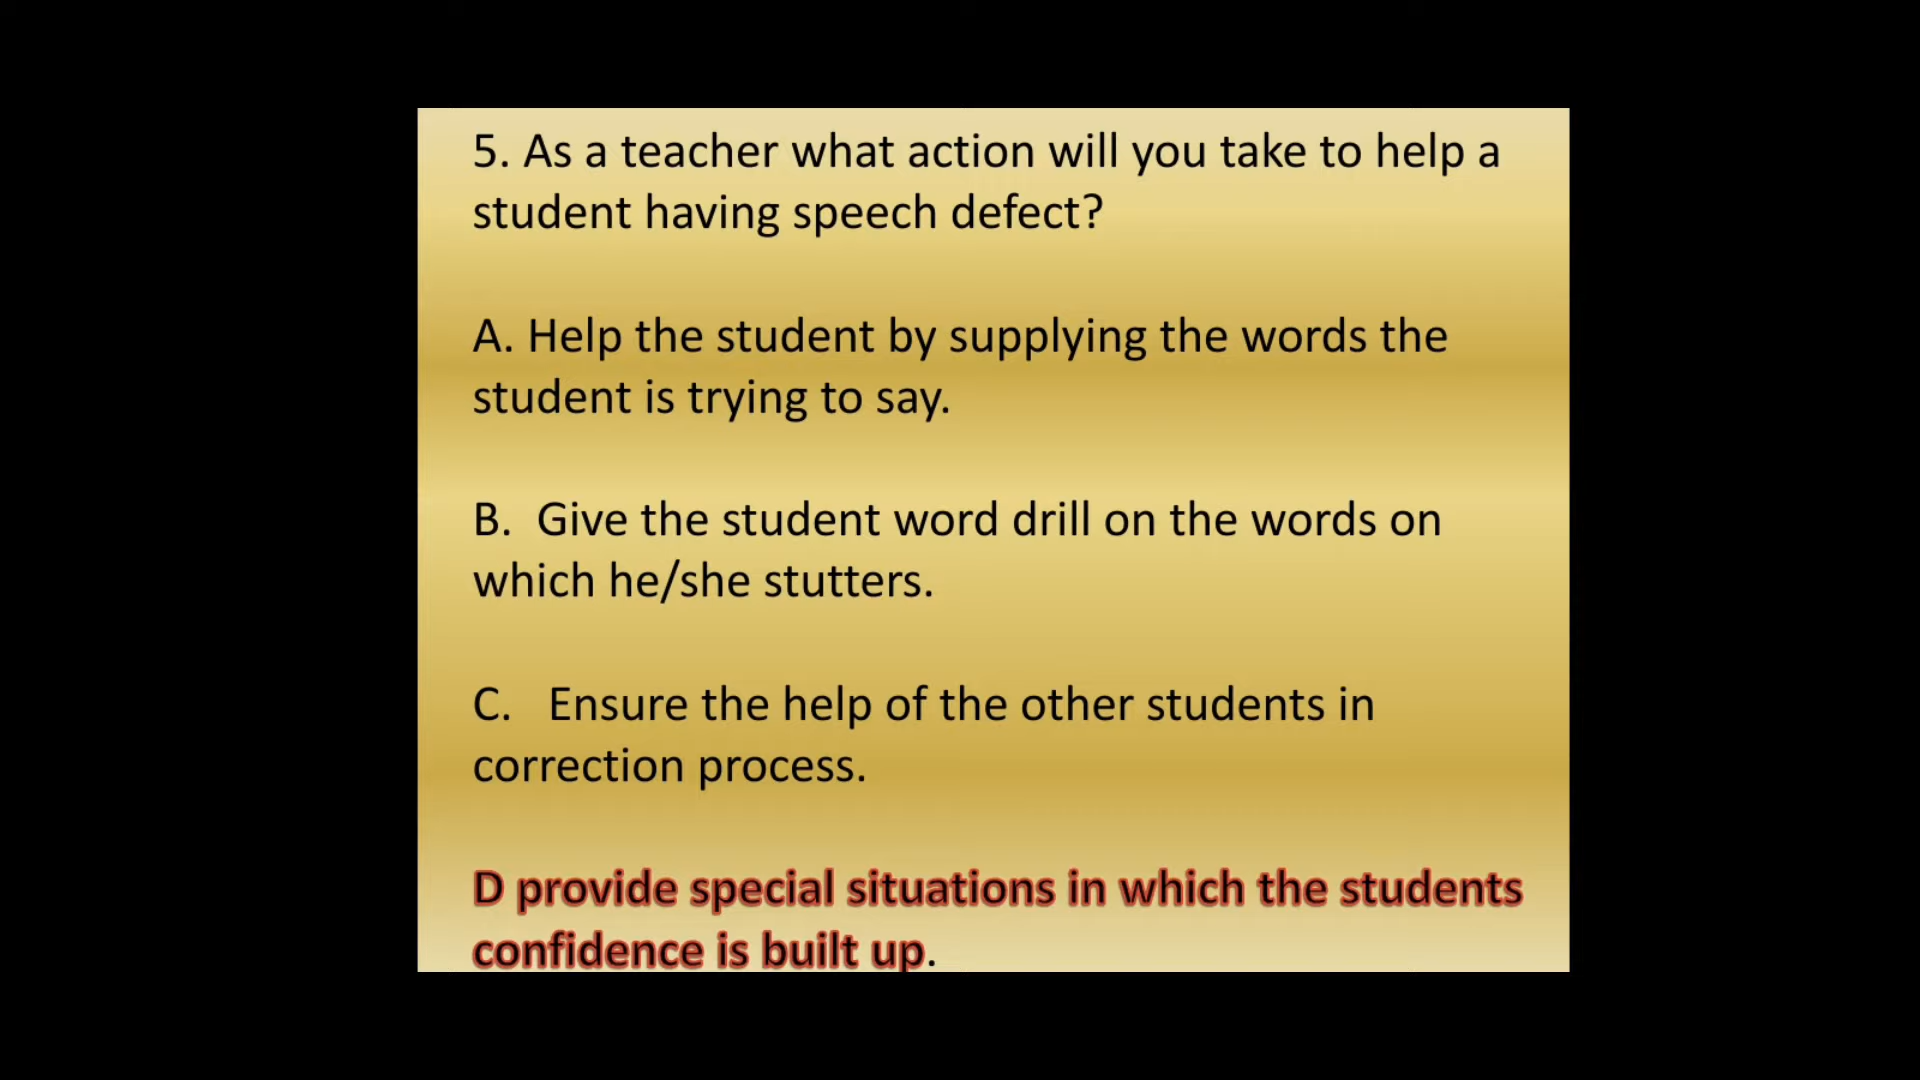 5. As a teacher what action will you take to help a
student having speech defect?
A. Help the student by supplying the words the
student is trying to say.
B. Give the student word drill on the words on
which he/she stutters.
C. Ensure the help of the other students in
correction process.
D provide special situations in which the students
confidence is built up.